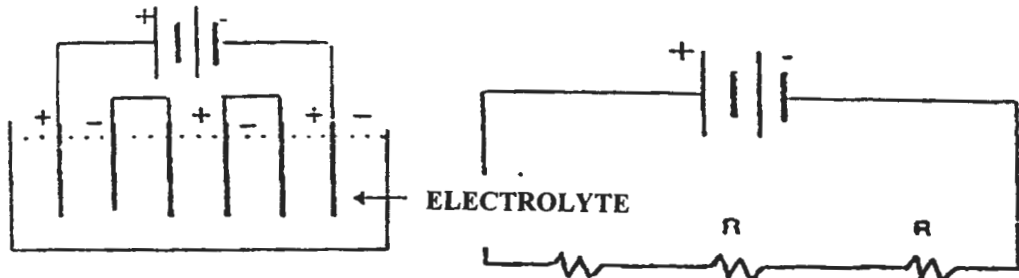 + -
+ -
+ - + - + -
ELECTROLYTE
R R